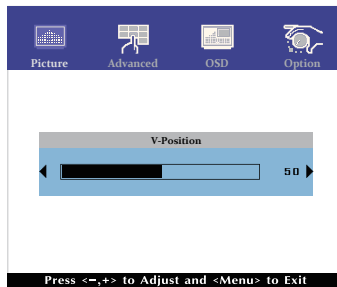 Picture Advanced OSD Option
V-Position
50
Press <−,+> to Adjust and <Menu> to Exit